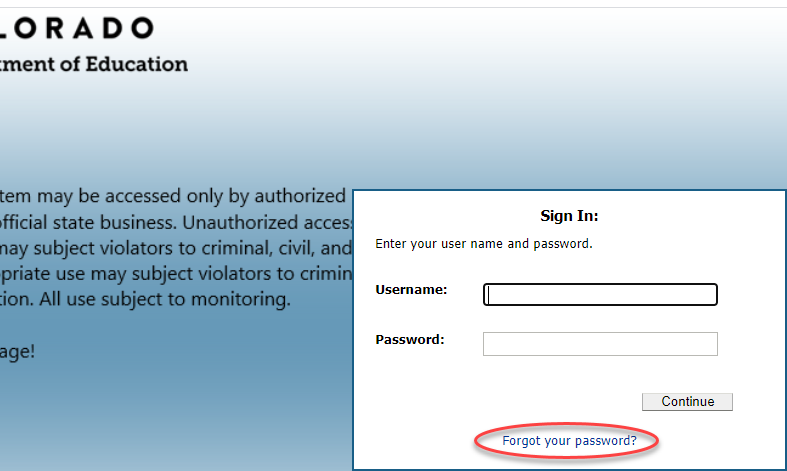 LORADO
tment of Education
tem may be accessed only by authorized
official state business. Unauthorized access
may subject violators to criminal, civil, and
opriate use may subject violators to crimin
tion. All use subject to monitoring.
age!
Sign In:
Enter your user name and password.
Username:
Password:
Continue
Forgot your password?